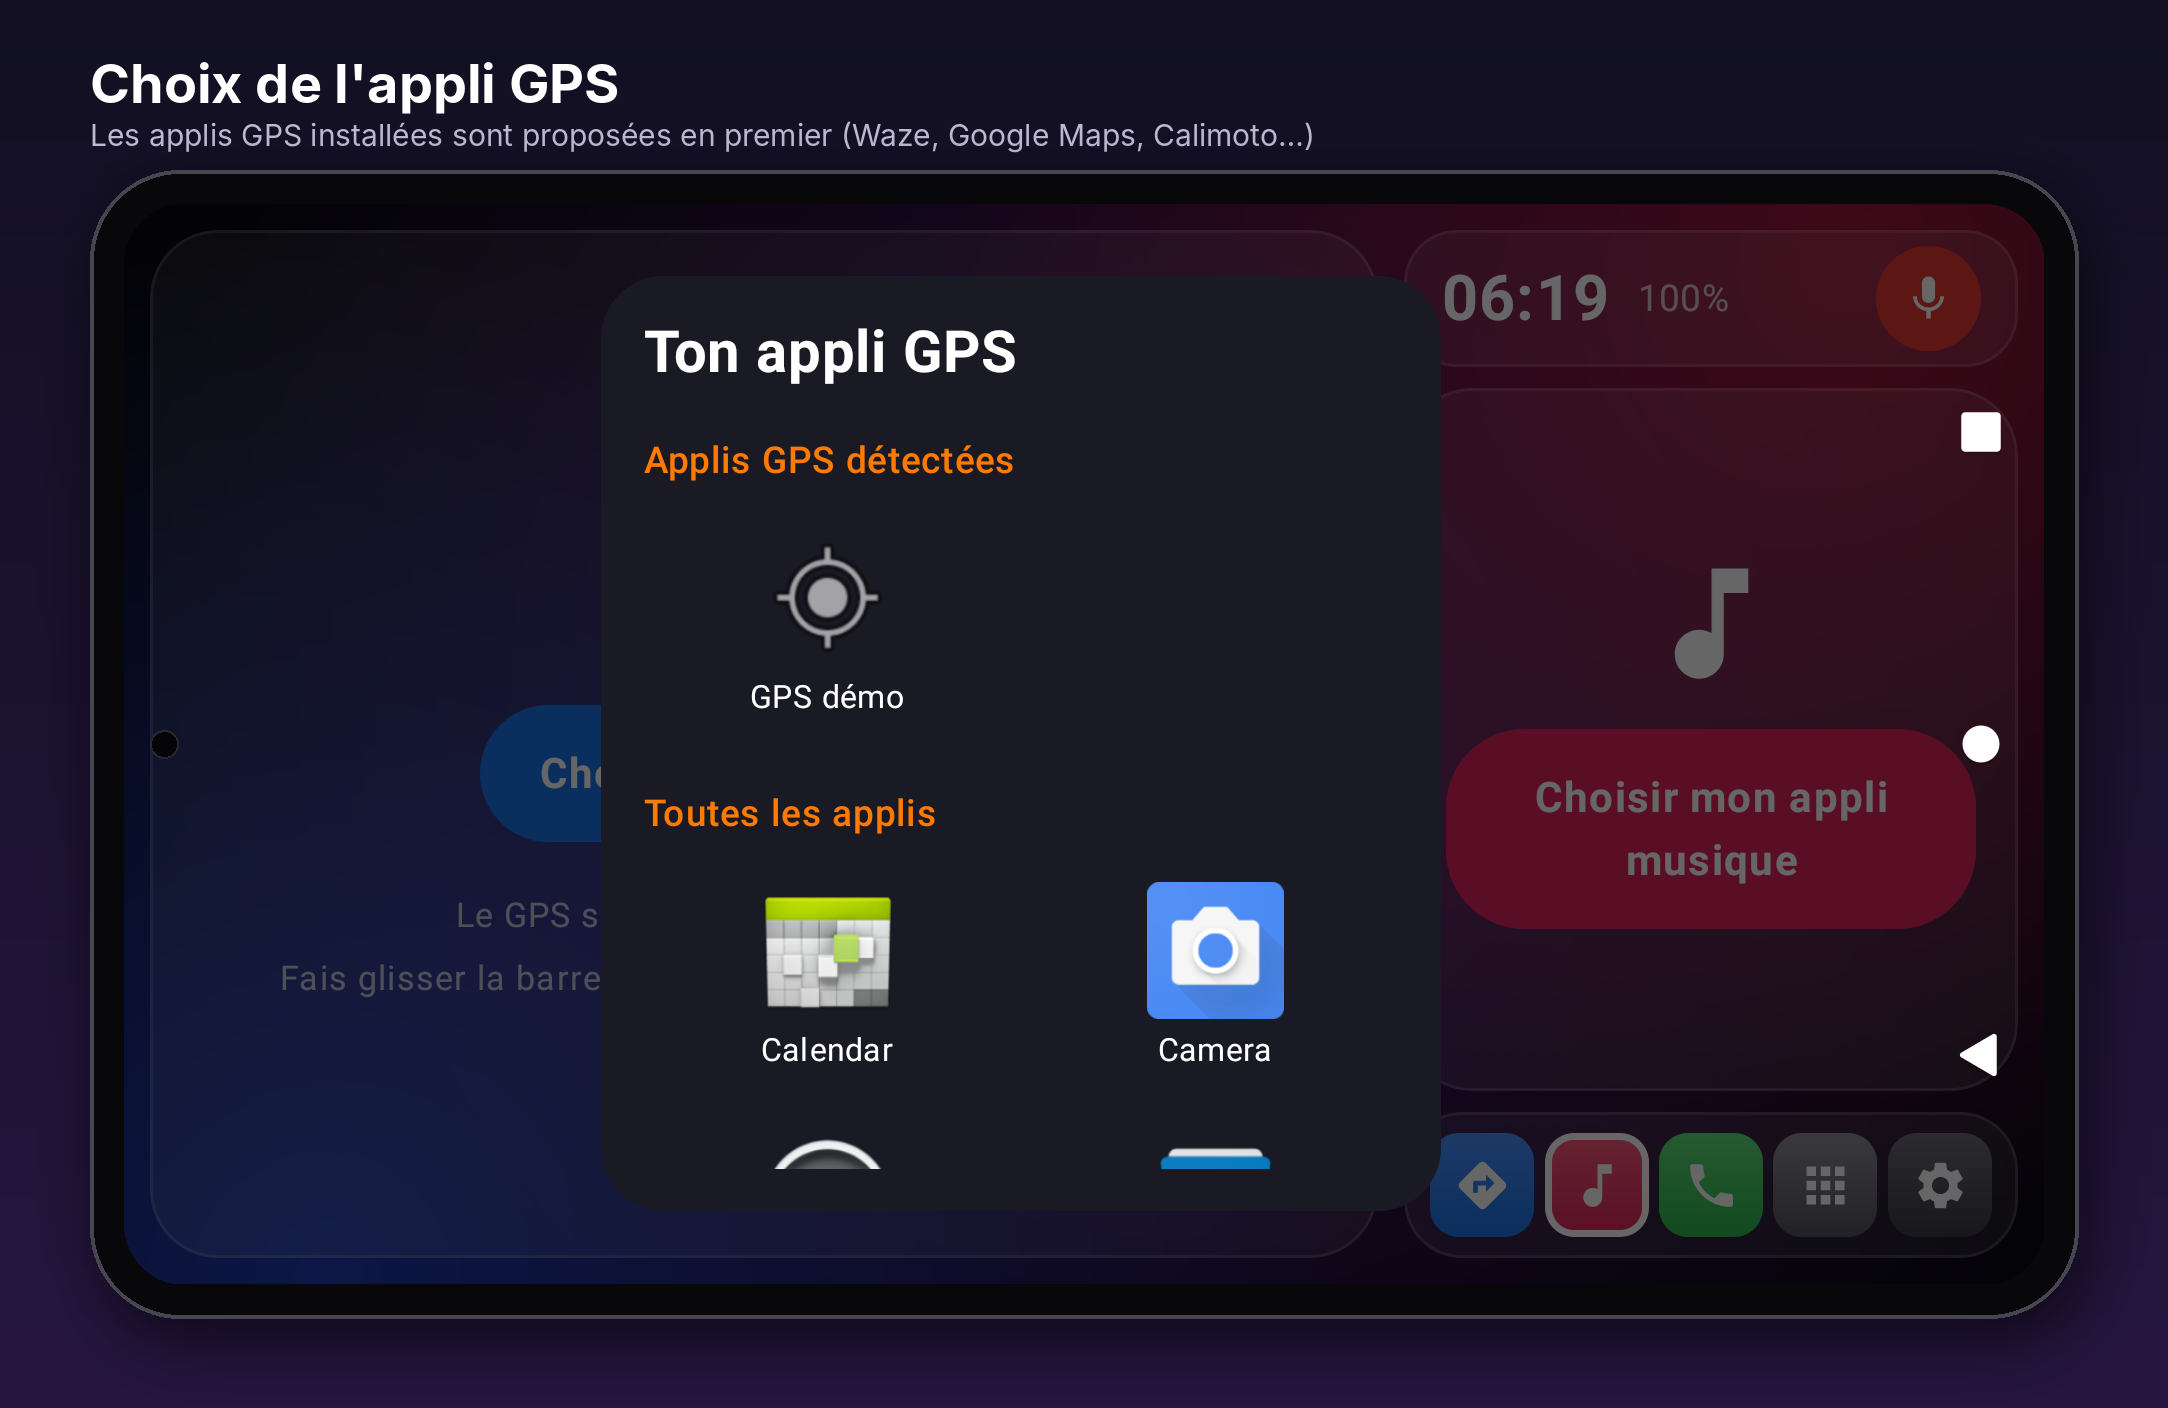 Choix de l'appli GPS
Les applis GPS installées sont proposées en premier (Waze, Google Maps, Calimoto...)
06:19 100%
Ton appli GPS
Applis GPS détectées
GPS démo
Toutes les applis
Calendar Camera
Le GPS
Fais glisser la barre
Choisir mon appli
musique